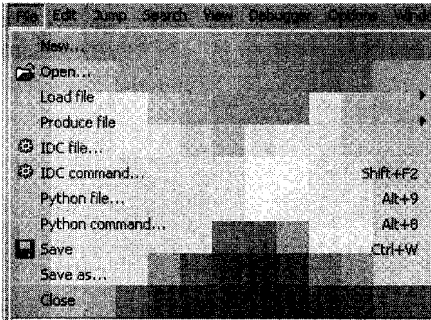 File Edit Jump Search View Debugger Options Windo
New...
Open...
Load file
Produce file
IDC file...
IDC command... Shift+F2
Python file... Alt+9
Python command... Alt+8
Save Ctrl+W
Save as...
Close